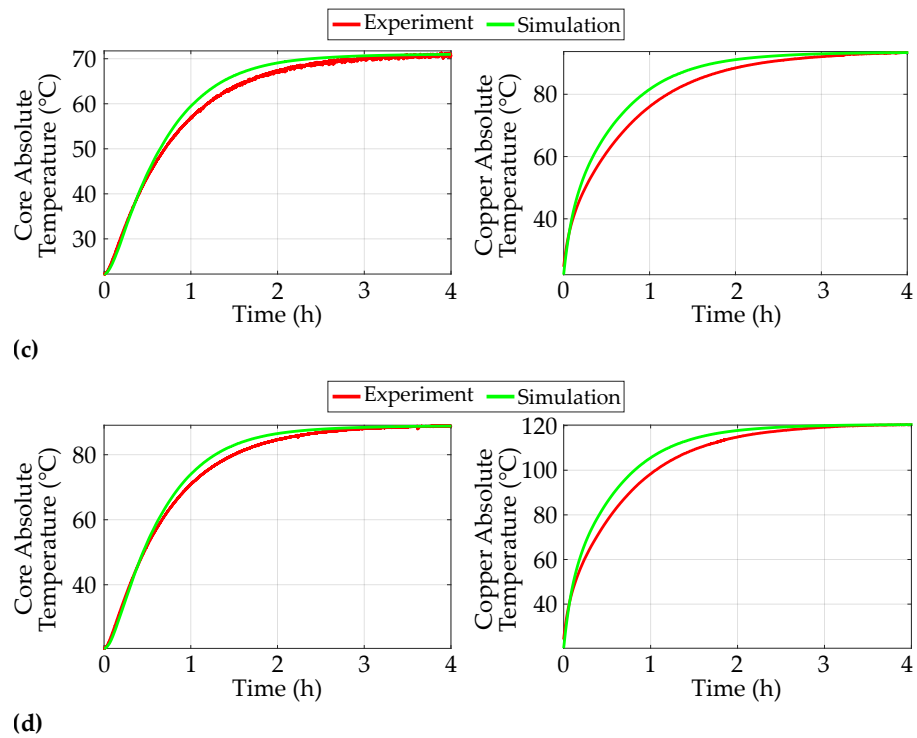 Experiment Simulation
Core Absolute
Temperature (°C)
70
60
50
40
30
0 1 2 3 4
Time (h)
Copper Absolute
Temperature (°C)
80
60
40
0 1 2 3 4
Time (h)
(c)
Experiment Simulation
Core Absolute
Temperature (°C)
80
60
40
0 1 2 3 4
Time (h)
Copper Absolute
Temperature (°C)
120
100
80
60
40
0 1 2 3 4
Time (h)
(d)